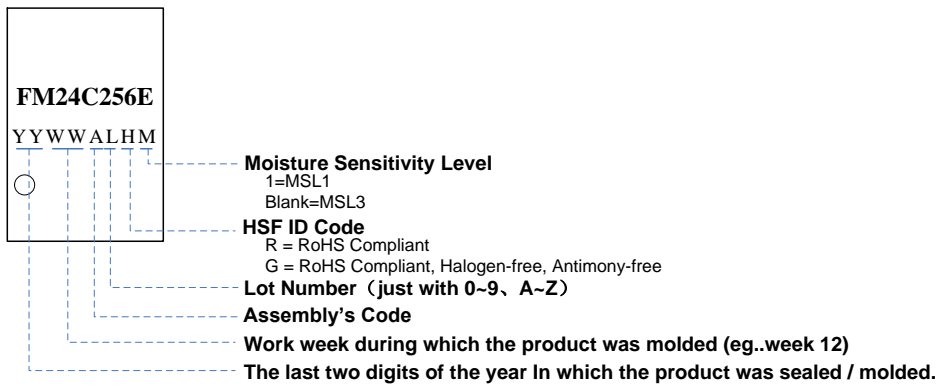 FM24C256E
YYWWALHM
Moisture Sensitivity Level
1=MSL1
Blank=MSL3
HSF ID Code
R = RoHS Compliant
G = RoHS Compliant, Halogen-free, Antimony-free
Lot Number（just with 0~9、A~Z）
Assembly's Code
Work week during which the product was molded (eg..week 12)
The last two digits of the year In which the product was sealed / molded.